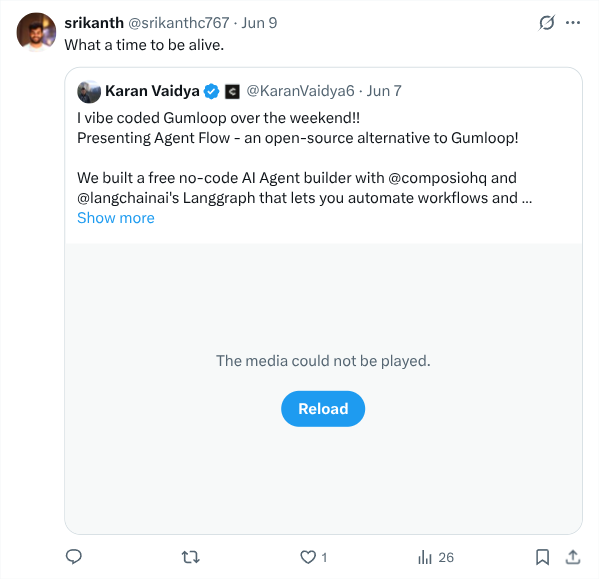 srikanth @srikanthc767 · Jun 9
What a time to be alive.
Karan Vaidya @KaranVaidya6 · Jun 7
I vibe coded Gumloop over the weekend!!
Presenting Agent Flow - an open-source alternative to Gumloop!
We built a free no-code AI Agent builder with @composiohq and
@langchainai's Langgraph that lets you automate workflows and ...
Show more
The media could not be played.
Reload
1
26